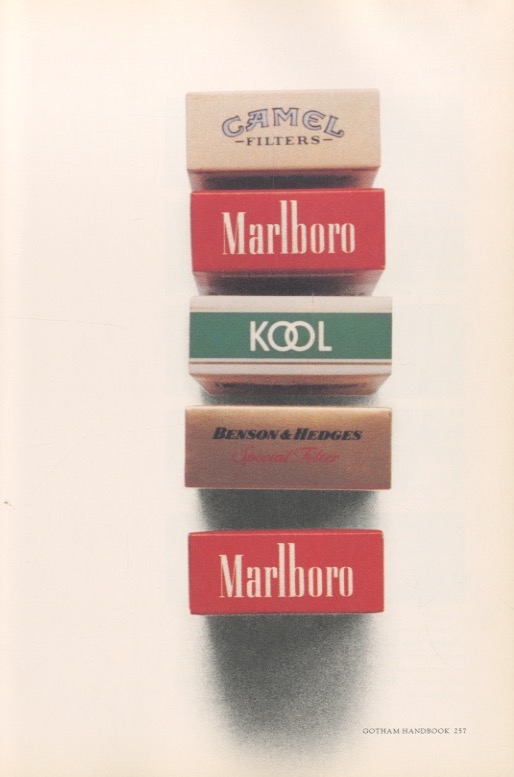 CAMEL
-FILTERS-
Marlboro
KOOL
BENSON & HEDGES
Special Filter
Marlboro
GOTHAM HANDBOOK 257